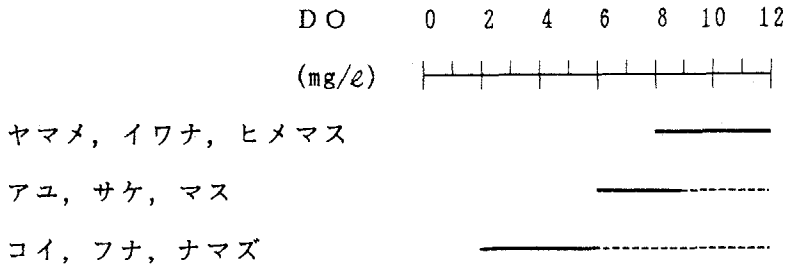 DO 0 2 4 6 8 10 12
(mg/ℓ)
ヤマメ, イワナ, ヒメマス
アユ, サケ, マス
コイ, フナ, ナマズ